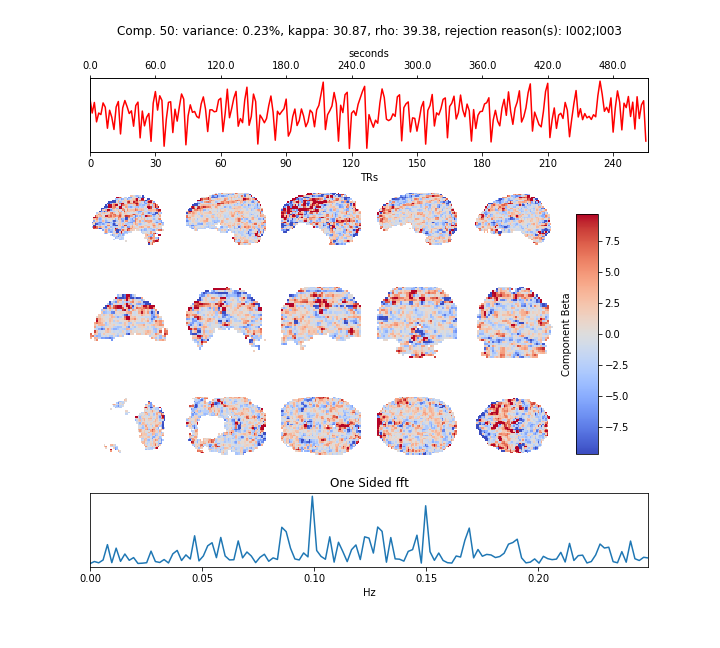 Comp. 50: variance: 0.23%, kappa: 30.87, rho: 39.38, rejection reason(s): I002;I003
seconds
0.0 60.0 120.0 180.0 240.0 300.0 360.0 420.0 480.0
0 30 60 90 120 150 180 210 240
TRs
7.5
5.0
2.5
0.0
−2.5
−5.0
−7.5
Component Beta
One Sided fft
0.00 0.05 0.10 0.15 0.20
Hz